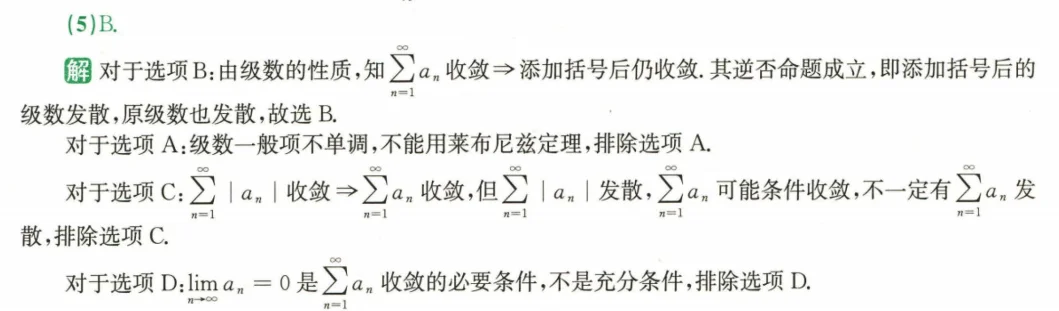 (5)B.
解 对于选项B:由级数的性质,知$\sum_{n=1}^{\infty} a_n$收敛⇒添加括号后仍收敛.其逆否命题成立,即添加括号后的
级数发散,原级数也发散,故选 B.
对于选项 A:级数一般项不单调,不能用莱布尼兹定理,排除选项 A.
对于选项 C:$\sum_{n=1}^{\infty} |a_n|$收敛⇒$\sum_{n=1}^{\infty} a_n$收敛,但$\sum_{n=1}^{\infty} |a_n|$发散,$\sum_{n=1}^{\infty} a_n$可能条件收敛,不一定有$\sum_{n=1}^{\infty} a_n$发
散,排除选项 C.
对于选项 D:$\lim_{n \to \infty} a_n = 0$是$\sum_{n=1}^{\infty} a_n$收敛的必要条件,不是充分条件,排除选项 D.